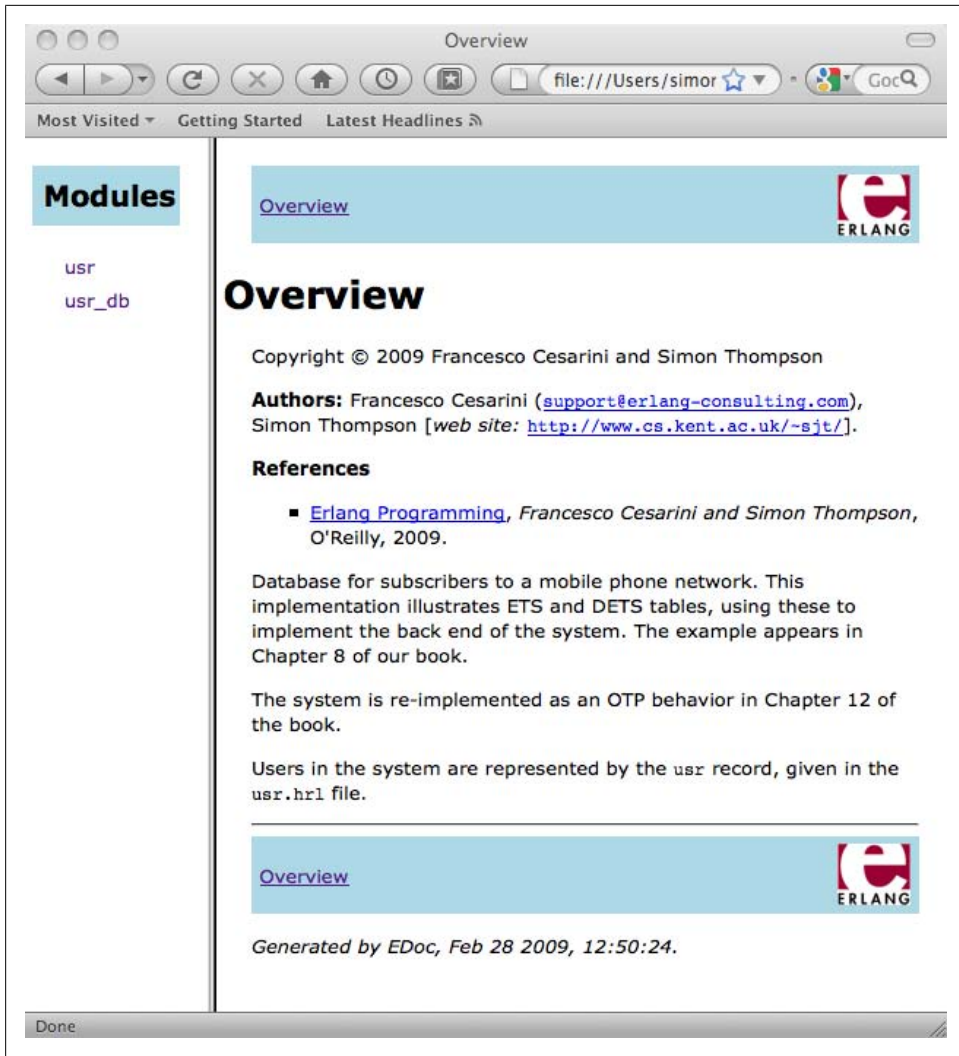 Overview
file:///Users/simor
Goc
Most Visited
Getting Started
Latest Headlines
Modules
usr
usr_db
Overview
ERLANG
Overview
Copyright © 2009 Francesco Cesarini and Simon Thompson
Authors: Francesco Cesarini (support@erlang-consulting.com),
Simon Thompson [web site: http://www.cs.kent.ac.uk/~sjt/].
References
Erlang Programming, Francesco Cesarini and Simon Thompson,
O'Reilly, 2009.
Database for subscribers to a mobile phone network. This
implementation illustrates ETS and DETS tables, using these to
implement the back end of the system. The example appears in
Chapter 8 of our book.
The system is re-implemented as an OTP behavior in Chapter 12 of
the book.
Users in the system are represented by the usr record, given in the
usr.hrl file.
Overview
ERLANG
Generated by EDoc, Feb 28 2009, 12:50:24.
Done